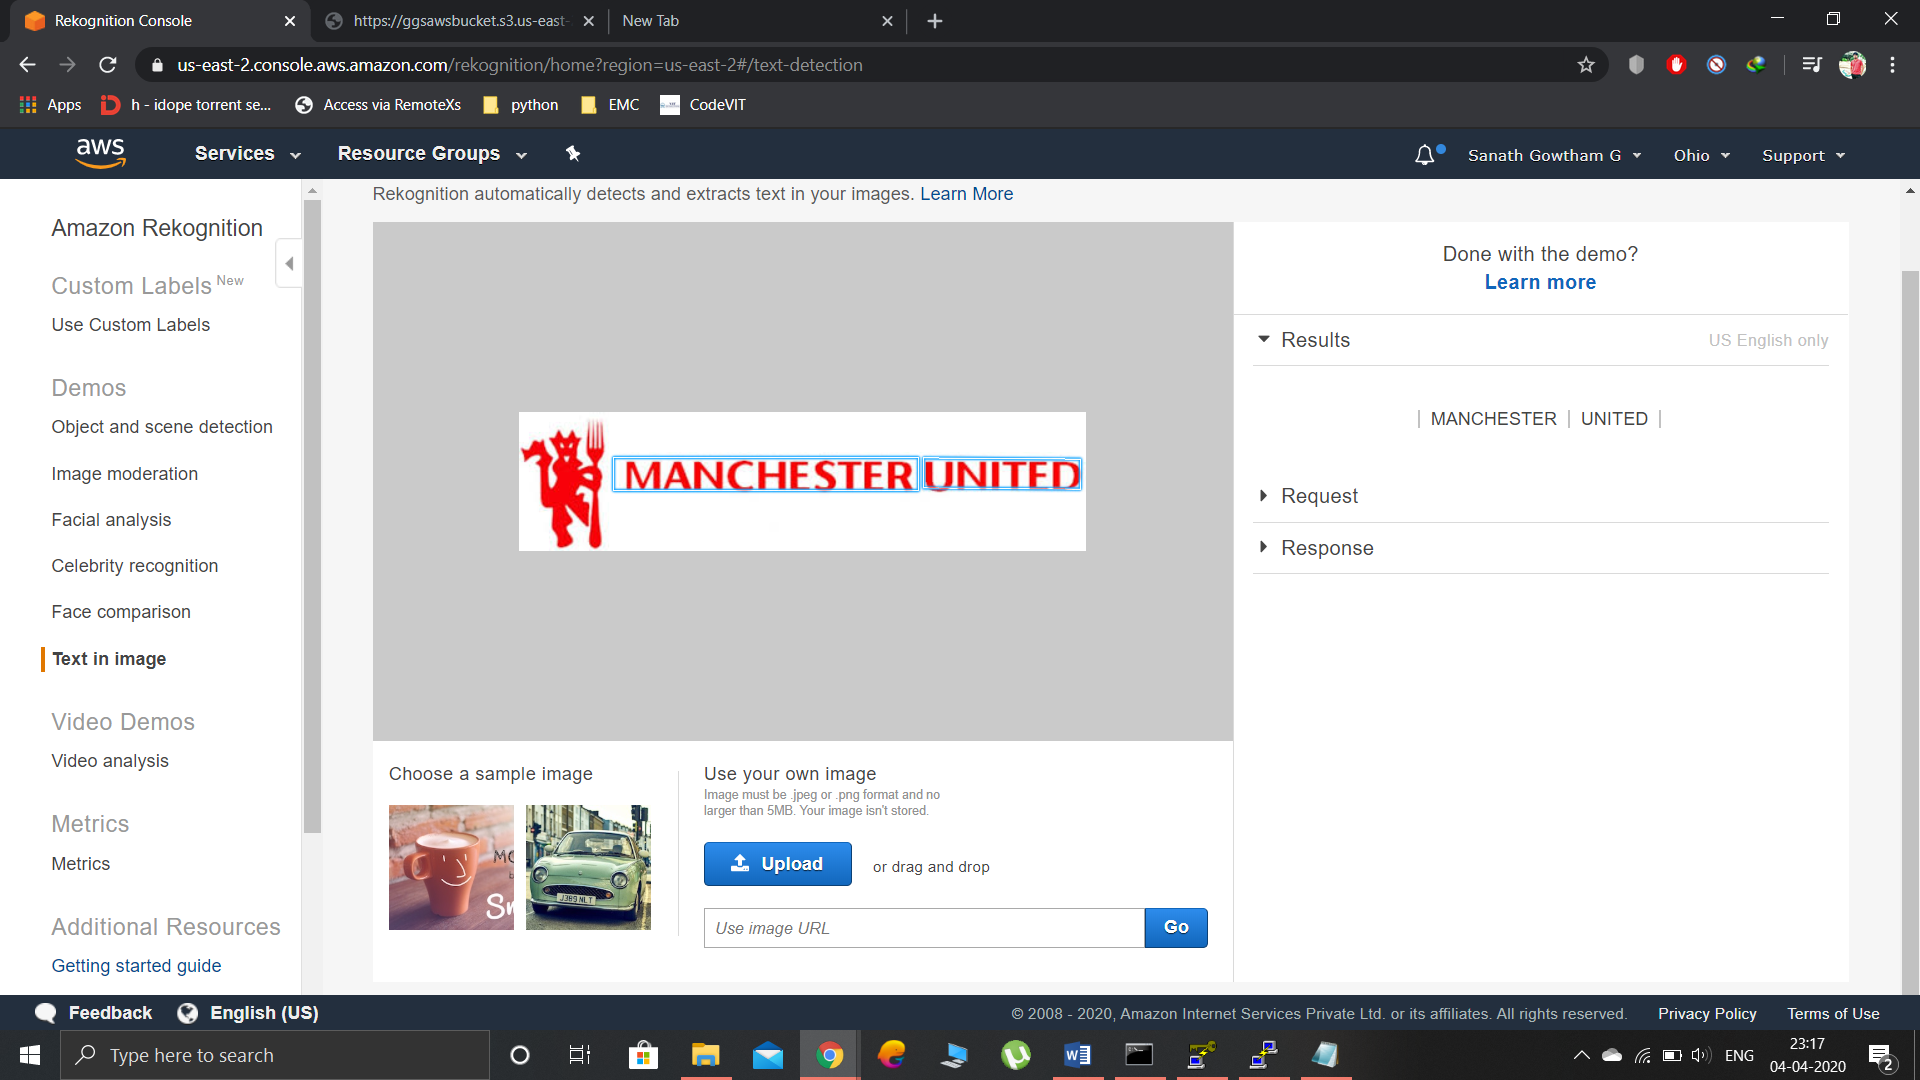 Rekognition Console
https://ggsawsbucket.s3.us-east-
New Tab
us-east-2.console.aws.amazon.com/rekognition/home?region=us-east-2#/text-detection
Apps
h - idope torrent se...
Access via RemoteXs
python
EMC
CodeVIT
aws
Services
Resource Groups
Sanath Gowtham G
Ohio
Support
Amazon Rekognition
Custom Labels New
Use Custom Labels
Demos
Object and scene detection
Image moderation
Facial analysis
Celebrity recognition
Face comparison
Text in image
Video Demos
Video analysis
Metrics
Metrics
Additional Resources
Getting started guide
Rekognition automatically detects and extracts text in your images. Learn More
MANCHESTER UNITED
Done with the demo?
Learn more
Results
US English only
| MANCHESTER | UNITED |
Request
Response
Choose a sample image
J389 NLT
Use your own image
Image must be .jpeg or .png format and no
larger than 5MB. Your image isn't stored.
Upload
or drag and drop
Use image URL
Go
Feedback
English (US)
© 2008 - 2020, Amazon Internet Services Private Ltd. or its affiliates. All rights reserved.
Privacy Policy
Terms of Use
Type here to search
ENG
23:17
04-04-2020
2